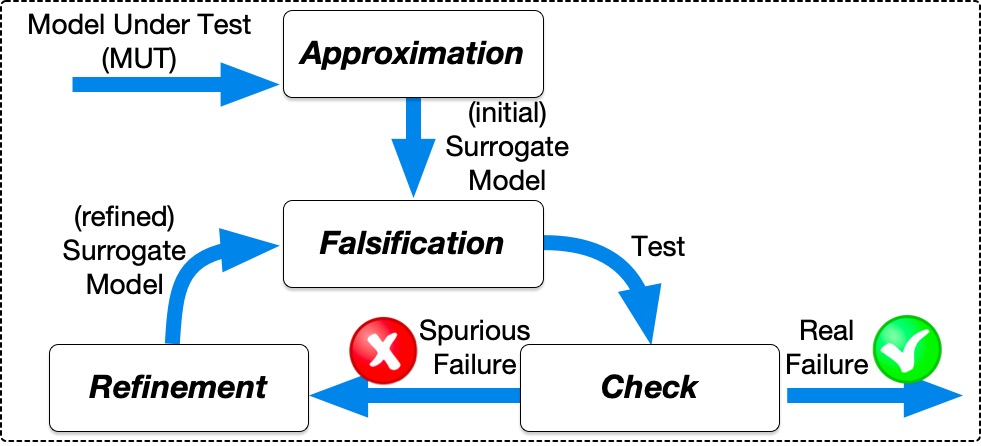 Model Under Test
(MUT)
Approximation
(initial)
Surrogate
Model
(refined)
Surrogate
Model
Falsification
Test
Spurious
Failure
Real
Failure
Refinement
Check